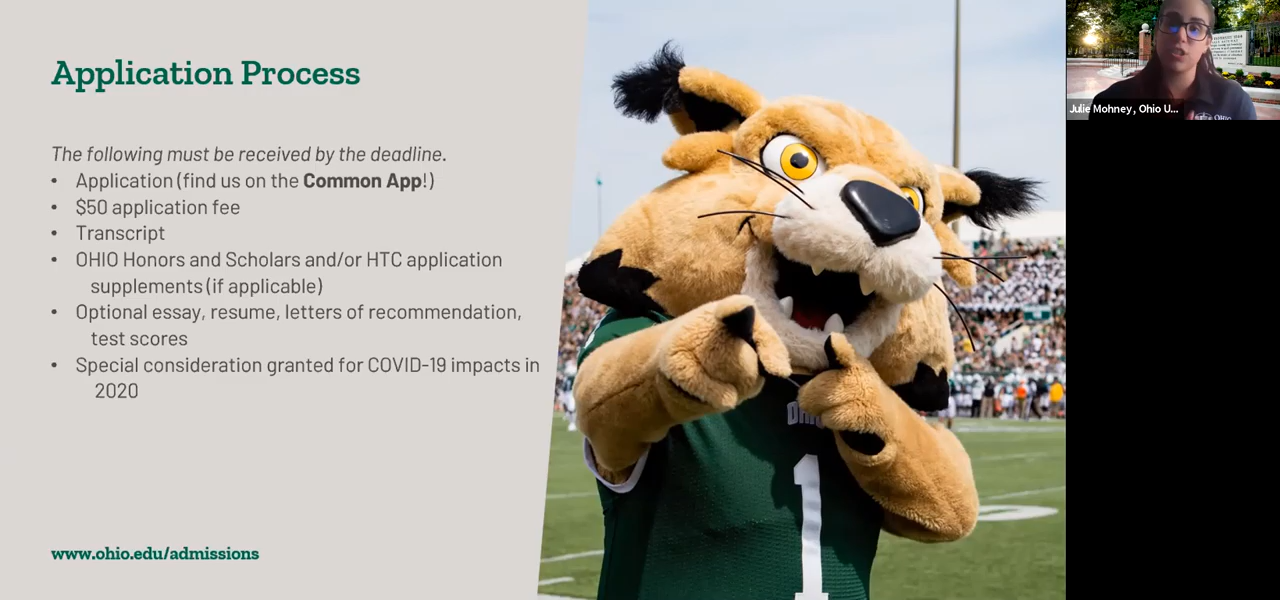 Application Process
The following must be received by the deadline.
• Application (find us on the Common App!)
• $50 application fee
• Transcript
• OHIO Honors and Scholars and/or HTC application
supplements (if applicable)
• Optional essay, resume, letters of recommendation,
test scores
• Special consideration granted for COVID-19 impacts in
2020
www.ohio.edu/admissions
1
Julie Mohney, Ohio U...